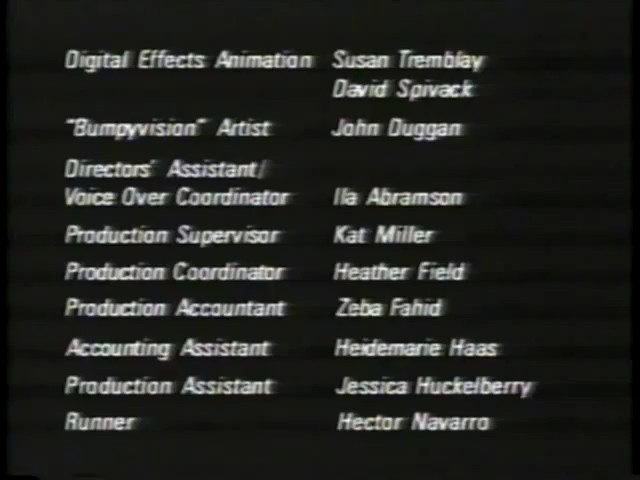 Digital Effects Animation Susan Tremblay
David Spivack
"Bumpyvision" Artist John Duggan
Directors' Assistant/
Voice Over Coordinator Ila Abramson
Production Supervisor Kat Miller
Production Coordinator Heather Field
Production Accountant Zeba Fahid
Accounting Assistant Heidemarie Haas
Production Assistant Jessica Huckelberry
Runner Hector Navarro